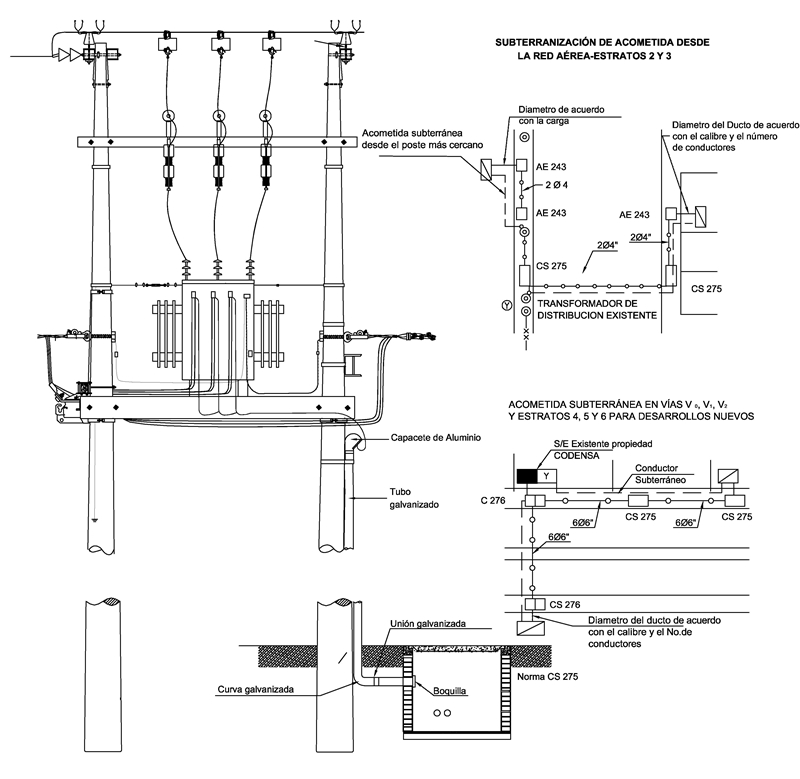 SUBTERRANIZACIÓN DE ACOMETIDA DESDE
LA RED AÉREA-ESTRATOS 2 Y 3
Diametro de acuerdo
con la carga
Acometida subterránea
desde el poste más cercano
Diametro del Ducto de acuerdo
con el calibre y el número
de conductores
AE 243
2 Ø 4
AE 243
AE 243
2Ø4"
2Ø4"
CS 275
CS 275
Y
TRANSFORMADOR DE
DISTRIBUCION EXISTENTE
ACOMETIDA SUBTERRÁNEA EN VÍAS V 0, V1, V2
Y ESTRATOS 4, 5 Y 6 PARA DESARROLLOS NUEVOS
S/E Existente propiedad
CODENSA
Y
Conductor
Subterráneo
C 276
6Ø6"
CS 275
6Ø6"
CS 275
6Ø6"
CS 276
Diametro del ducto de acuerdo
con el calibre y el No.de
conductores
Capacete de Aluminio
Tubo
galvanizado
Unión galvanizada
Norma CS 275
Curva galvanizada
Boquilla